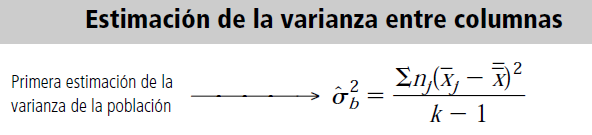 Estimación de la varianza entre columnas
Primera estimación de la
varianza de la población
σ̂²_b = Σn_j(x̄_j − x̿)² / k − 1